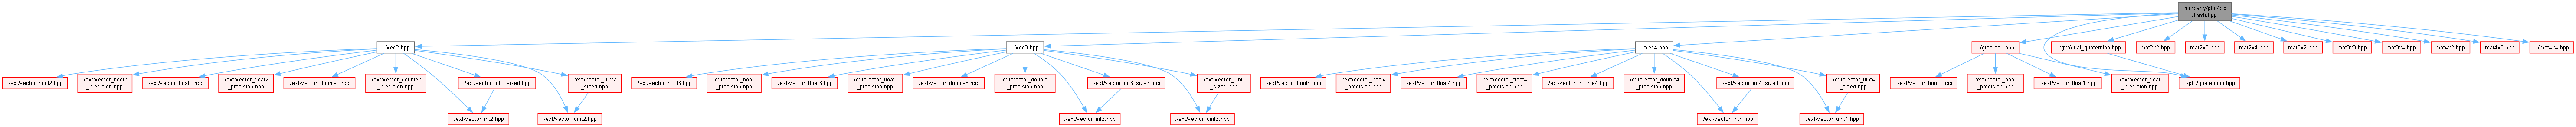 thirdparty/glm/gtx
/hash.hpp
../vec2.hpp
../vec3.hpp
../vec4.hpp
../gtc/vec1.hpp
../gtx/dual_quaternion.hpp
mat2x2.hpp
mat2x3.hpp
mat2x4.hpp
mat3x2.hpp
mat3x3.hpp
mat3x4.hpp
mat4x2.hpp
mat4x3.hpp
../mat4x4.hpp
./ext/vector_bool2.hpp
./ext/vector_bool2
_precision.hpp
./ext/vector_float2.hpp
./ext/vector_float2
_precision.hpp
./ext/vector_double2.hpp
./ext/vector_double2
_precision.hpp
./ext/vector_int2_sized.hpp
./ext/vector_uint2
_sized.hpp
./ext/vector_bool3.hpp
./ext/vector_bool3
_precision.hpp
./ext/vector_float3.hpp
./ext/vector_float3
_precision.hpp
./ext/vector_double3.hpp
./ext/vector_double3
_precision.hpp
./ext/vector_int3_sized.hpp
./ext/vector_uint3
_sized.hpp
./ext/vector_bool4.hpp
./ext/vector_bool4
_precision.hpp
./ext/vector_float4.hpp
./ext/vector_float4
_precision.hpp
./ext/vector_double4.hpp
./ext/vector_double4
_precision.hpp
./ext/vector_int4_sized.hpp
./ext/vector_uint4
_sized.hpp
../ext/vector_bool1.hpp
../ext/vector_bool1
_precision.hpp
../ext/vector_float1.hpp
../ext/vector_float1
_precision.hpp
../gtc/quaternion.hpp
./ext/vector_int2.hpp
./ext/vector_uint2.hpp
./ext/vector_int3.hpp
./ext/vector_uint3.hpp
./ext/vector_int4.hpp
./ext/vector_uint4.hpp